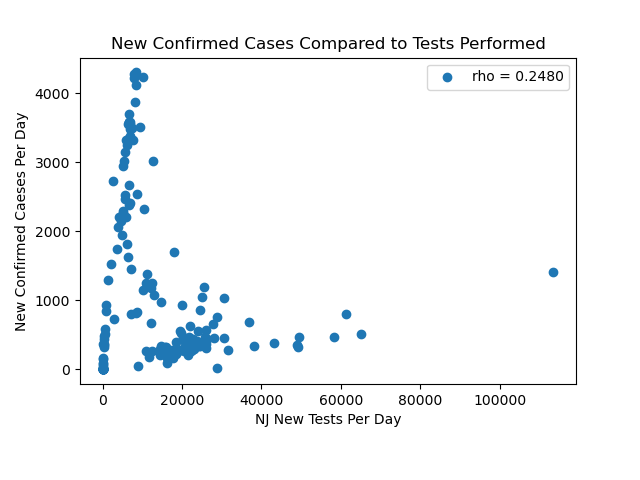 New Confirmed Cases Compared to Tests Performed
rho = 0.2480
4000
3000
2000
1000
0
New Confirmed Caeses Per Day
0 20000 40000 60000 80000 100000
NJ New Tests Per Day